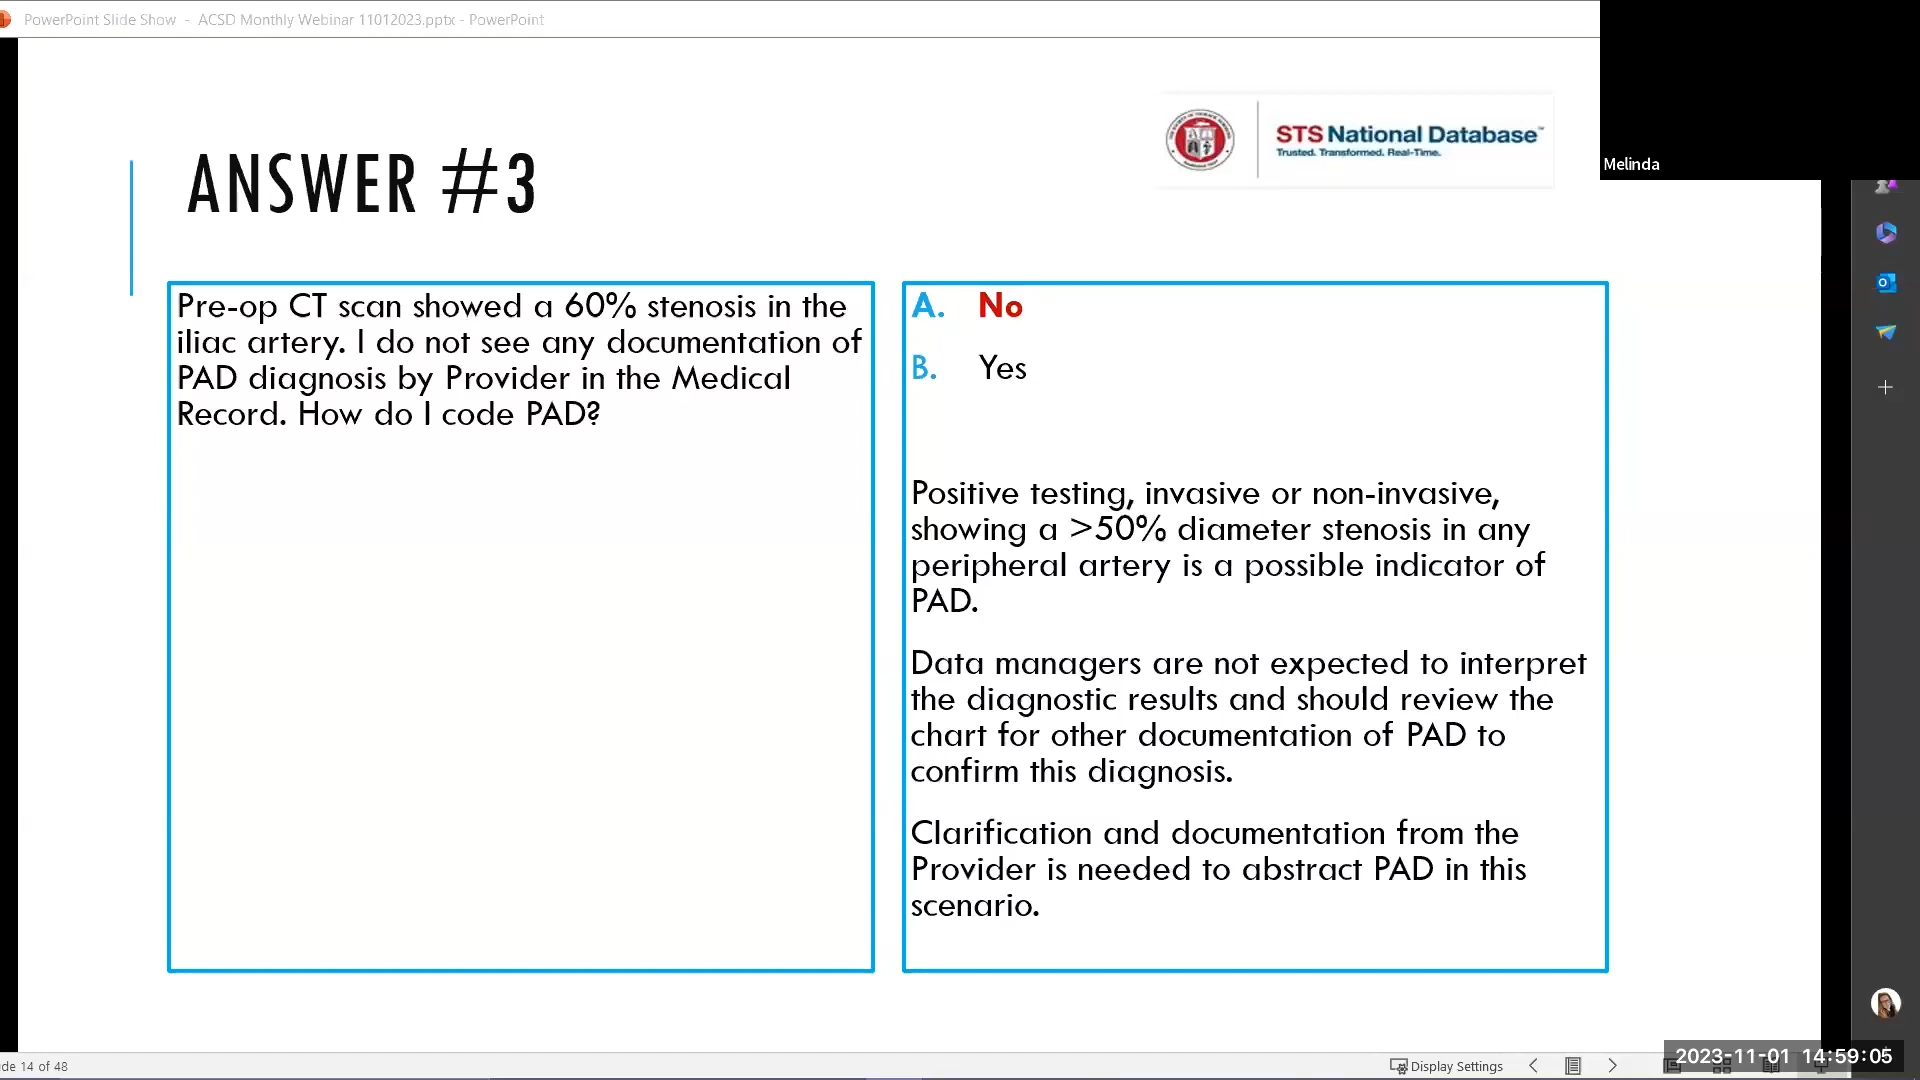 PowerPoint Slide Show - ACSD Monthly Webinar 11012023.pptx - PowerPoint
STS National Database™
Trusted. Transformed. Real-Time.
Melinda
ANSWER #3
Pre-op CT scan showed a 60% stenosis in the
iliac artery. I do not see any documentation of
PAD diagnosis by Provider in the Medical
Record. How do I code PAD?
A. No
B. Yes
Positive testing, invasive or non-invasive,
showing a >50% diameter stenosis in any
peripheral artery is a possible indicator of
PAD.
Data managers are not expected to interpret
the diagnostic results and should review the
chart for other documentation of PAD to
confirm this diagnosis.
Clarification and documentation from the
Provider is needed to abstract PAD in this
scenario.
de 14 of 48
Display Settings
2023-11-01 14:59:05